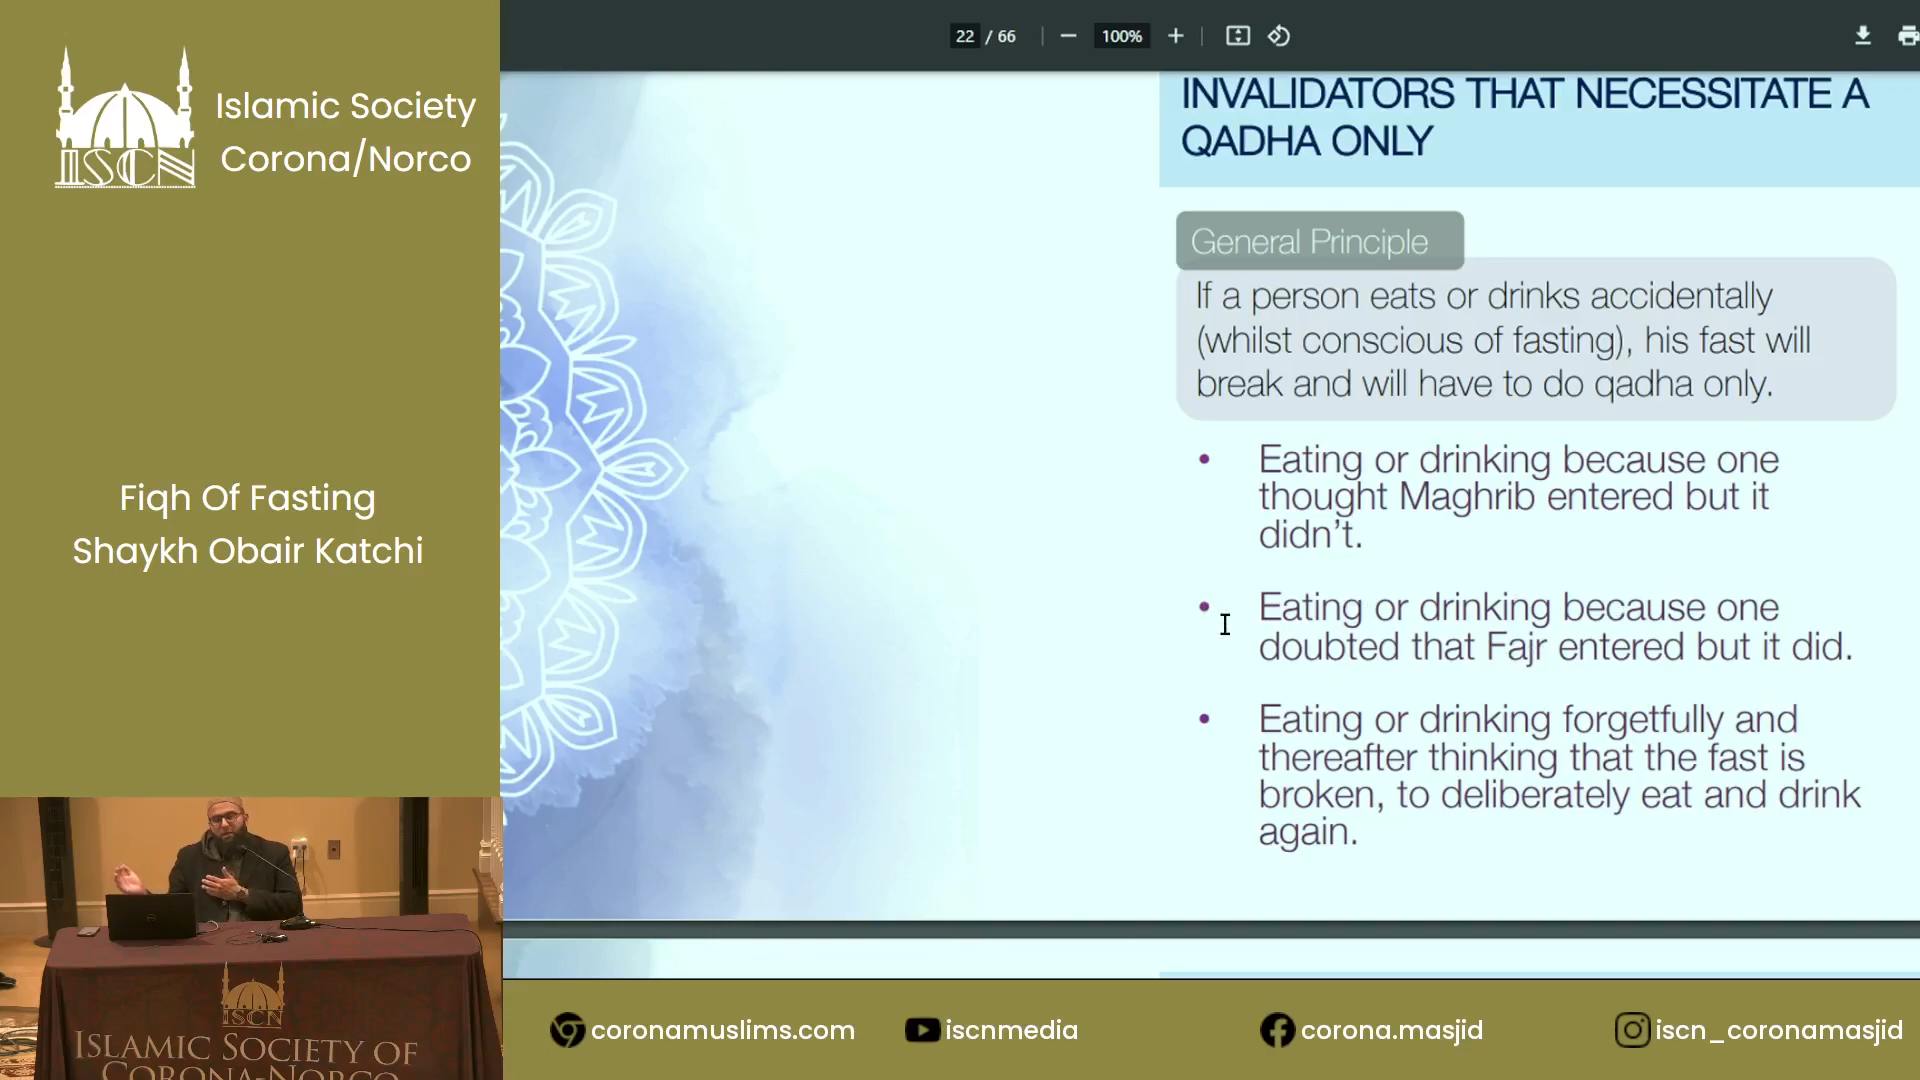 ISCN
Islamic Society
Corona/Norco
Fiqh Of Fasting
Shaykh Obair Katchi
22 / 66
100%
INVALIDATORS THAT NECESSITATE A
QADHA ONLY
General Principle
If a person eats or drinks accidentally
(whilst conscious of fasting), his fast will
break and will have to do qadha only.
• Eating or drinking because one
thought Maghrib entered but it
didn't.
• Eating or drinking because one
doubted that Fajr entered but it did.
• Eating or drinking forgetfully and
thereafter thinking that the fast is
broken, to deliberately eat and drink
again.
ISCN
ISLAMIC SOCIETY OF
CORONA-NORCO
coronamuslims.com
iscnmedia
corona.masjid
iscn_coronamasjid